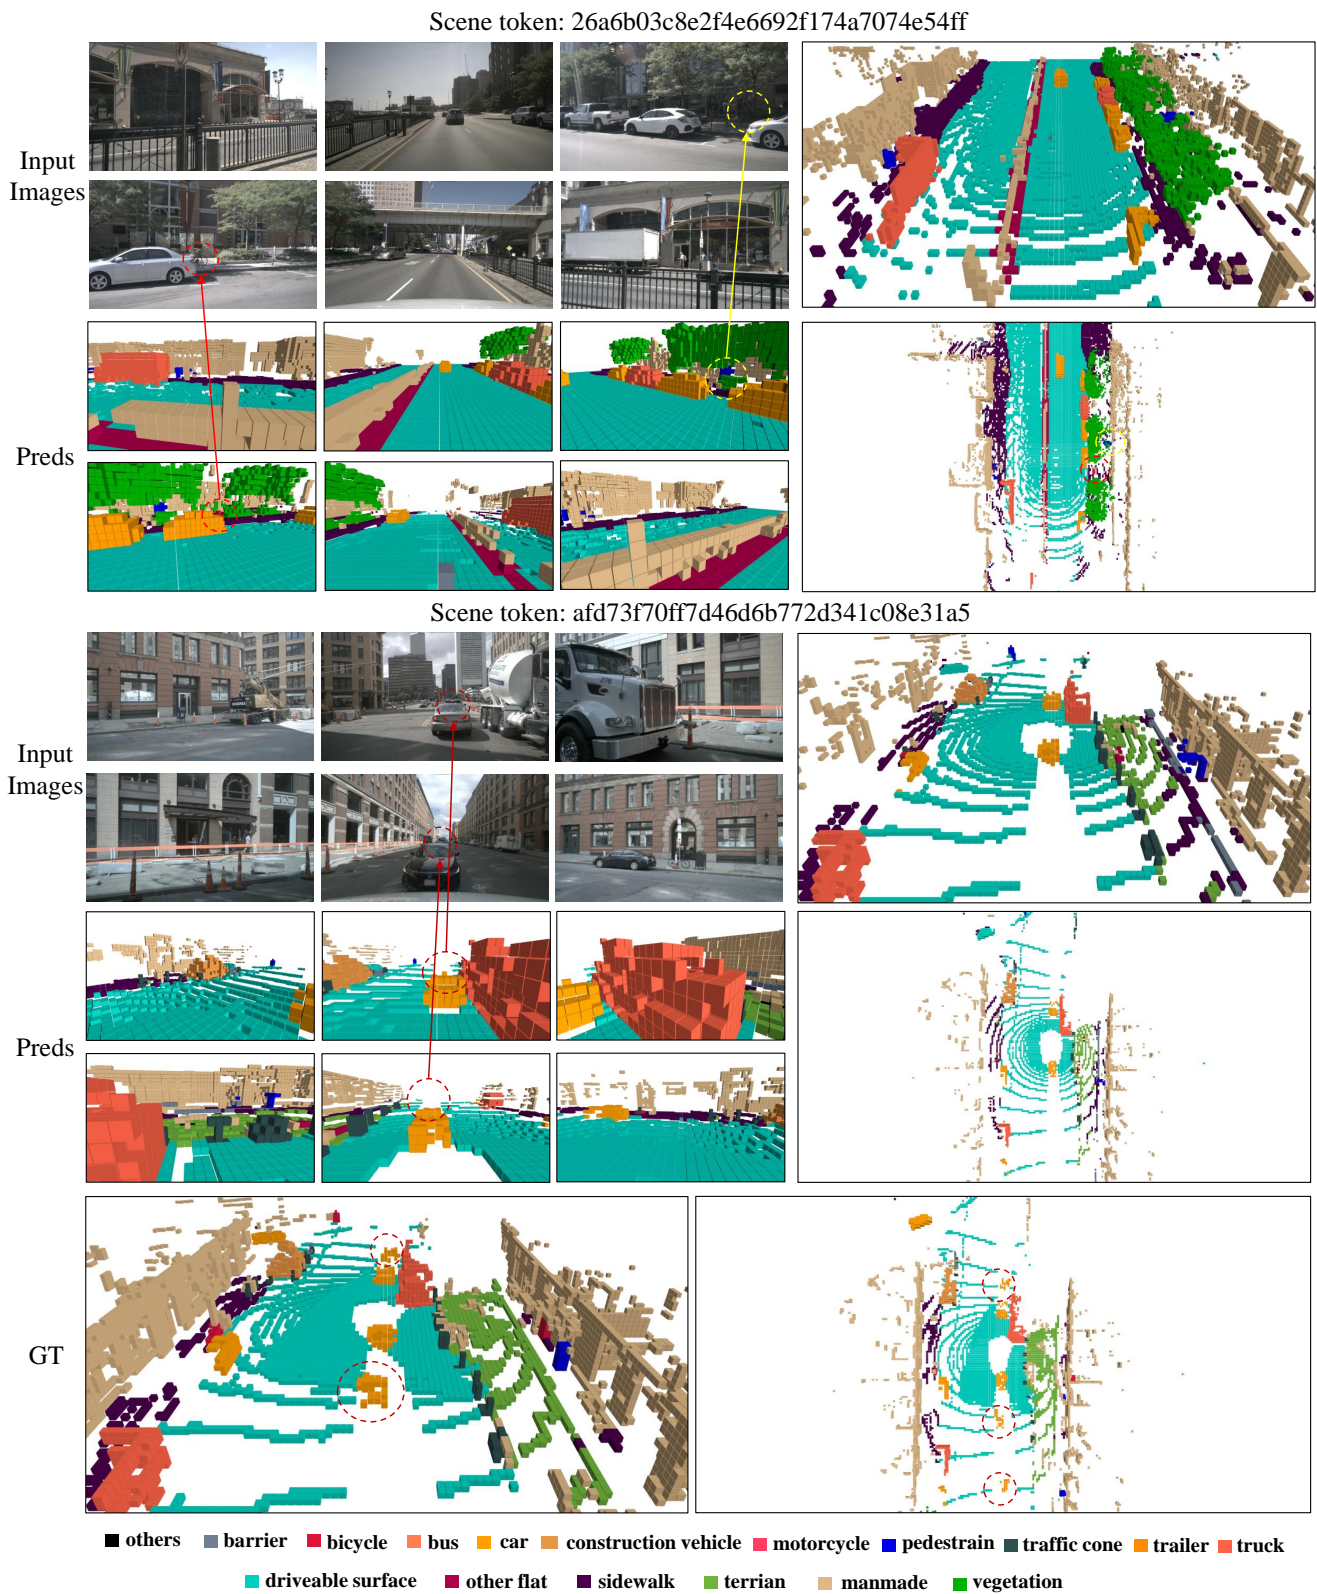 Scene token: 26a6b03c8e2f4e6692f174a7074e54ff
Input
Images
Preds
Scene token: afd73f70ff7d46d6b772d341c08e31a5
Input
Images
Preds
GT
others barrier bicycle bus car construction vehicle motorcycle pedestrain traffic cone trailer truck
driveable surface other flat sidewalk terrian manmade vegetation